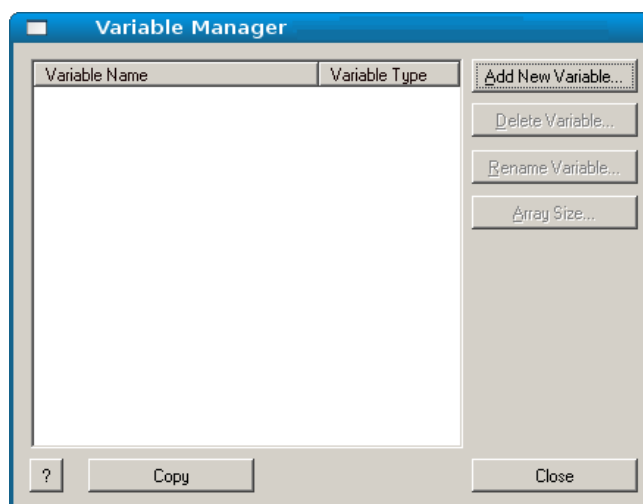 Variable Manager
Variable Name Variable Type
Add New Variable...
Delete Variable...
Rename Variable...
Array Size...
? Copy Close